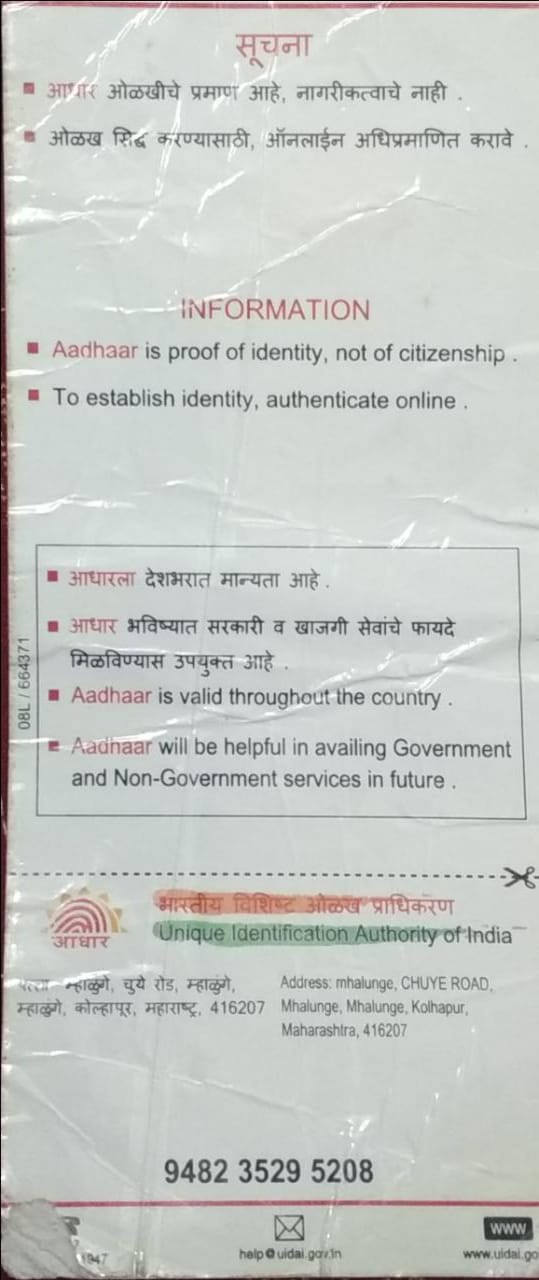 सूचना
▪ आधार ओळखीचे प्रमाण आहे, नागरीकत्वाचे नाही .
▪ ओळख सिद्ध करण्यासाठी, ऑनलाईन अधिप्रमाणित करावे .
INFORMATION
▪ Aadhaar is proof of identity, not of citizenship .
▪ To establish identity, authenticate online .
▪ आधारला देशभरात मान्यता आहे .
▪ आधार भविष्यात सरकारी व खाजगी सेवांचे फायदे
मिळविण्यास उपयुक्त आहे .
▪ Aadhaar is valid throughout the country .
▪ Aadhaar will be helpful in availing Government
and Non-Government services in future .
08L / 664371
भारतीय विशिष्ट ओळख प्राधिकरण
Unique Identification Authority of India
आधार
म्हाळुंगे, चुये रोड, म्हाळुंगे,
म्हाळुंगे, कोल्हापूर, महाराष्ट्र, 416207
Address: mhalunge, CHUYE ROAD,
Mhalunge, Mhalunge, Kolhapur,
Maharashtra, 416207
9482 3529 5208
1947
help@uidai.gov.in
www
www.uidai.go